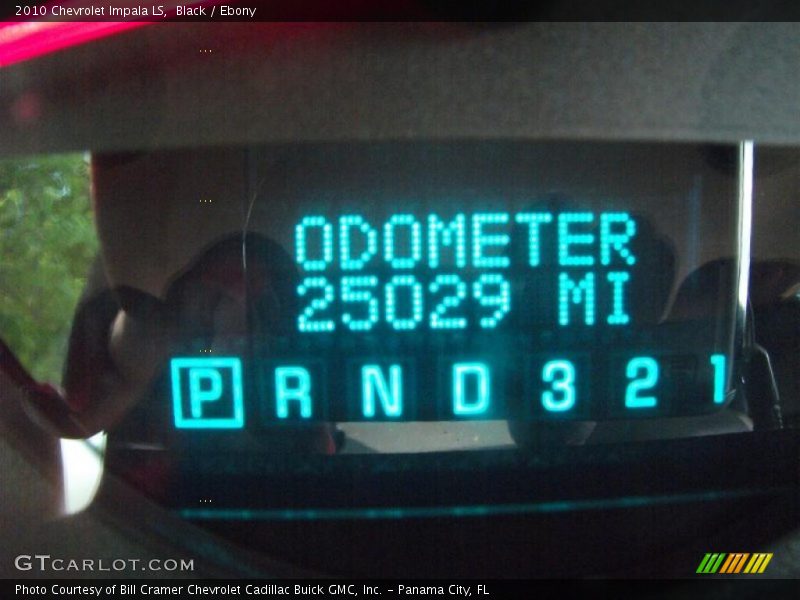 2010 Chevrolet Impala LS, Black / Ebony
ODOMETER
25029 MI
P R N D 3 2 1
GTCARLOT.COM
Photo Courtesy of Bill Cramer Chevrolet Cadillac Buick GMC, Inc. - Panama City, FL